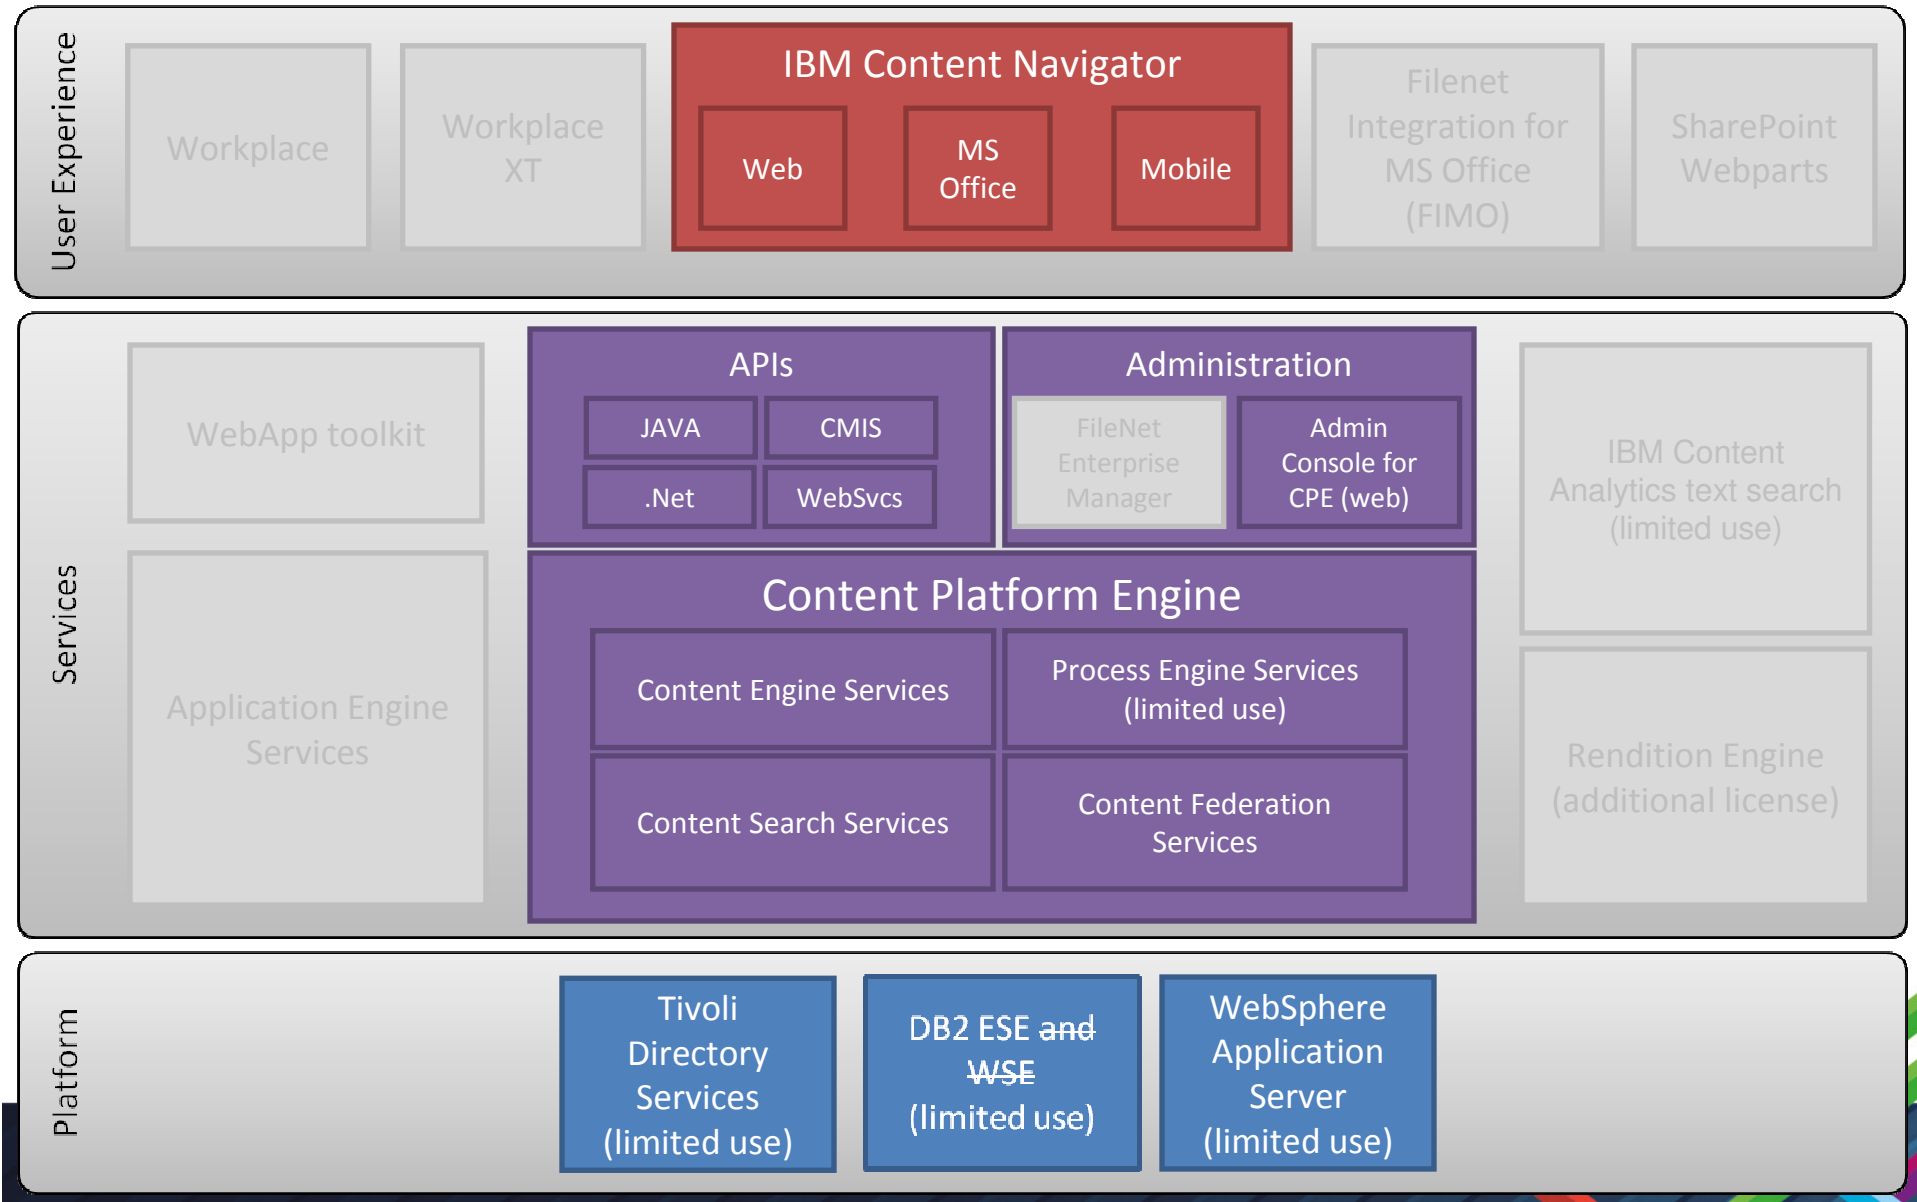 User Experience
Workplace
Workplace
XT
IBM Content Navigator
Web
MS
Office
Mobile
Filenet
Integration for
MS Office
(FIMO)
SharePoint
Webparts
Services
WebApp toolkit
Application Engine
Services
APIs
JAVA
CMIS
.Net
WebSvcs
Administration
FileNet
Enterprise
Manager
Admin
Console for
CPE (web)
Content Platform Engine
Content Engine Services
Process Engine Services
(limited use)
Content Search Services
Content Federation
Services
IBM Content
Analytics text search
(limited use)
Rendition Engine
(additional license)
Platform
Tivoli
Directory
Services
(limited use)
DB2 ESE and
WSE
(limited use)
WebSphere
Application
Server
(limited use)